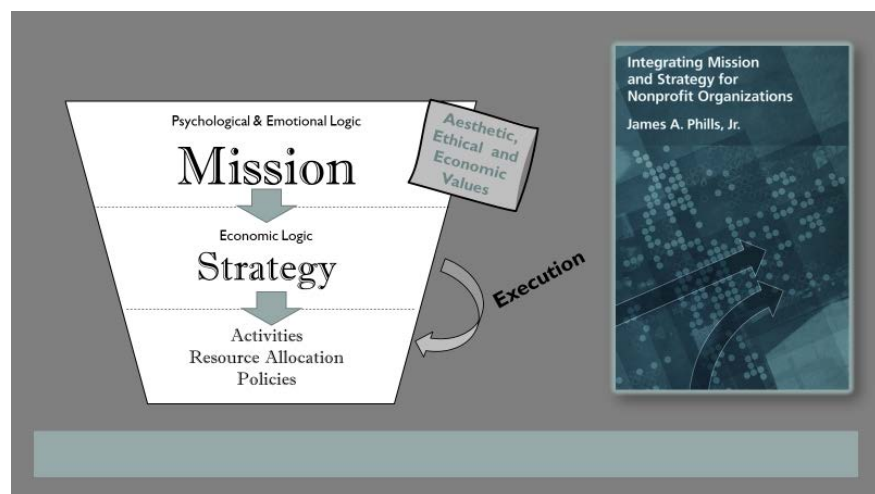 Psychological & Emotional Logic
Mission
Aesthetic,
Ethical and
Economic
Values
Economic Logic
Strategy
Execution
Activities
Resource Allocation
Policies
Integrating Mission
and Strategy for
Nonprofit Organizations
James A. Phills, Jr.